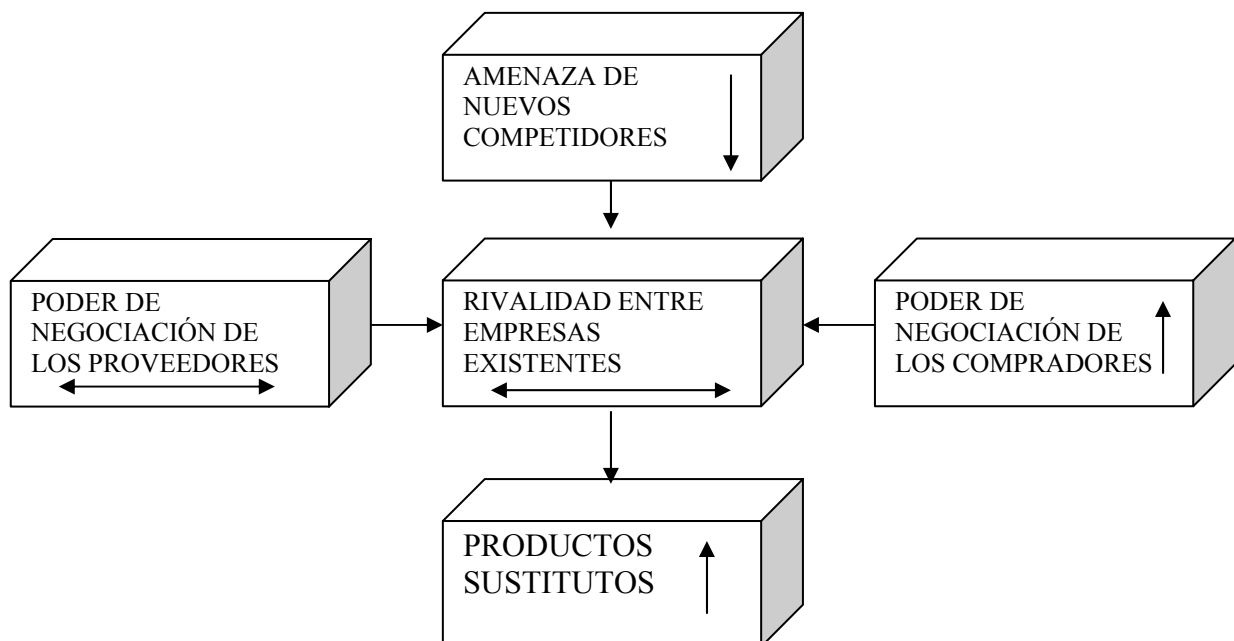 AMENAZA DE
NUEVOS
COMPETIDORES
PODER DE
NEGOCIACIÓN DE
LOS PROVEEDORES
RIVALIDAD ENTRE
EMPRESAS
EXISTENTES
PODER DE
NEGOCIACIÓN DE
LOS COMPRADORES
PRODUCTOS
SUSTITUTOS